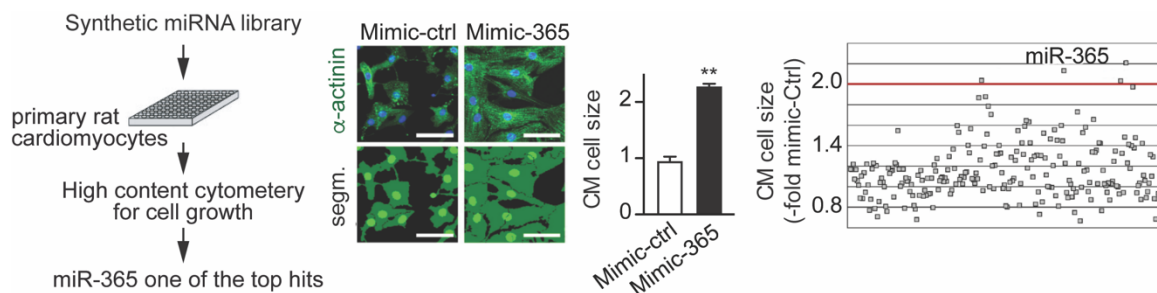 Synthetic miRNA library
primary rat
cardiomyocytes
High content cytometery
for cell growth
miR-365 one of the top hits
Mimic-ctrl Mimic-365
α-actinin
segm.
CM cell size
2
1
0
**
Mimic-ctrl
Mimic-365
CM cell size
(-fold mimic-Ctrl)
miR-365
2.0
1.4
0.8